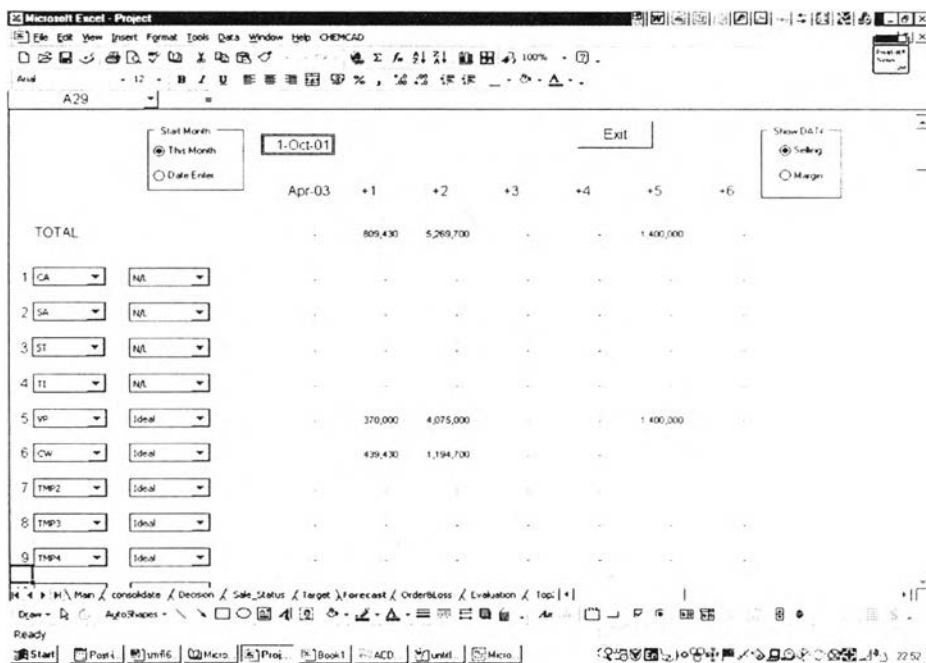 Microsoft Excel - Project
File Edit View Insert Format Tools Data Window Help CHEMCAD
100%
Arial 12 B I U
A29 =
Start Month
This Month
Date Enter
1-Oct-01
Exit
Show DATA
Selling
Margin
Apr-03 +1 +2 +3 +4 +5 +6
TOTAL - 809,430 5,269,700 - - 1,400,000 -
1 CA N/L
2 SA N/L
3 ST N/L
4 TI N/L
5 VP Ideal - 370,000 4,075,000 - - 1,400,000
6 CW Ideal - 439,430 1,194,700 - -
7 TMP2 Ideal
8 TMP3 Ideal
9 TMP4 Ideal
Main consolidate Decision Sale_Status Target Forecast Order&Loss Evaluation
Draw AutoShapes
Ready
Start Micro... Proj... Book1 ACD... Micro... 22:52